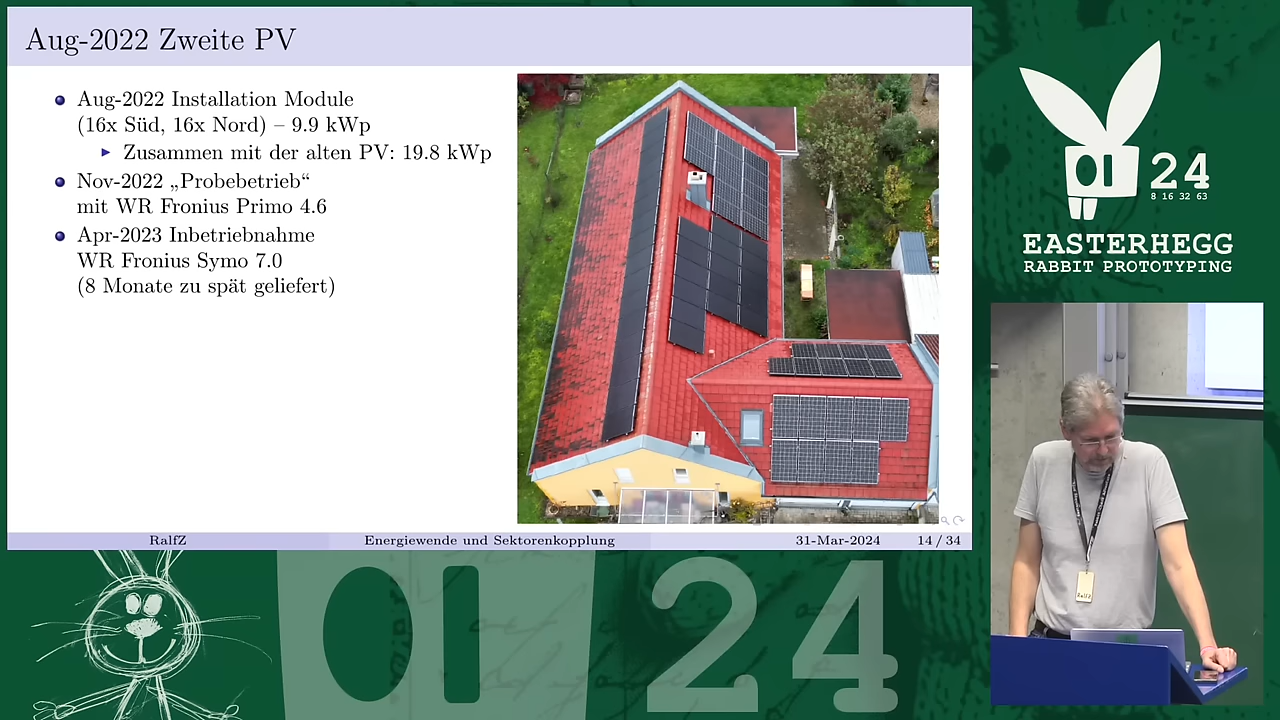 Aug-2022 Zweite PV
Aug-2022 Installation Module
(16x Süd, 16x Nord) – 9.9 kWp
Zusammen mit der alten PV: 19.8 kWp
Nov-2022 „Probebetrieb“
mit WR Fronius Primo 4.6
Apr-2023 Inbetriebnahme
WR Fronius Symo 7.0
(8 Monate zu spät geliefert)
RalfZ
Energiewende und Sektorenkopplung
31-Mar-2024
14 / 34
24
8 16 32 63
EASTERHEGG
RABBIT PROTOTYPING
24